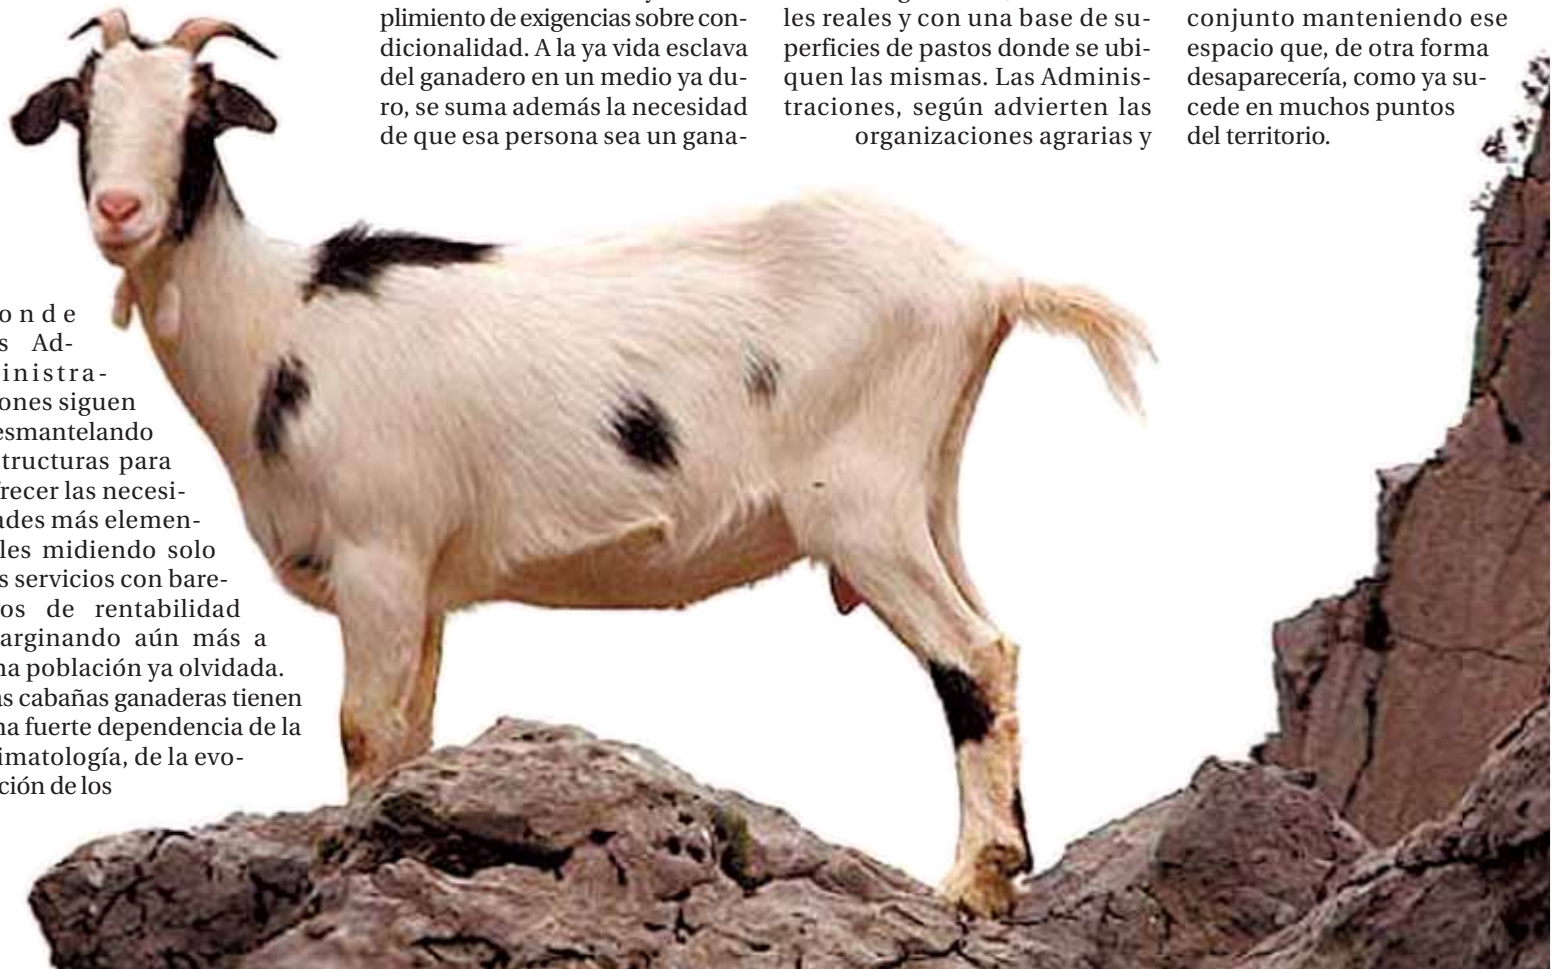 onde
s Ad-
inistra-
ones siguen
esmantelando
tructuras para
recer las necesi-
ades más elemen-
les midiendo solo
s servicios con bare-
os de rentabilidad
arginando aún más a
na población ya olvidada.
as cabañas ganaderas tienen
na fuerte dependencia de la
imatología, de la evo-
ción de los
plimiento de exigencias sobre con-
dicionalidad. A la ya vida esclava
del ganadero en un medio ya du-
ro, se suma además la necesidad
de que esa persona sea un gana-
les reales y con una base de su-
perficies de pastos donde se ubi-
quen las mismas. Las Adminis-
traciones, según advierten las
organizaciones agrarias y
conjunto manteniendo ese
espacio que, de otra forma
desaparecería, como ya su-
cede en muchos puntos
del territorio.